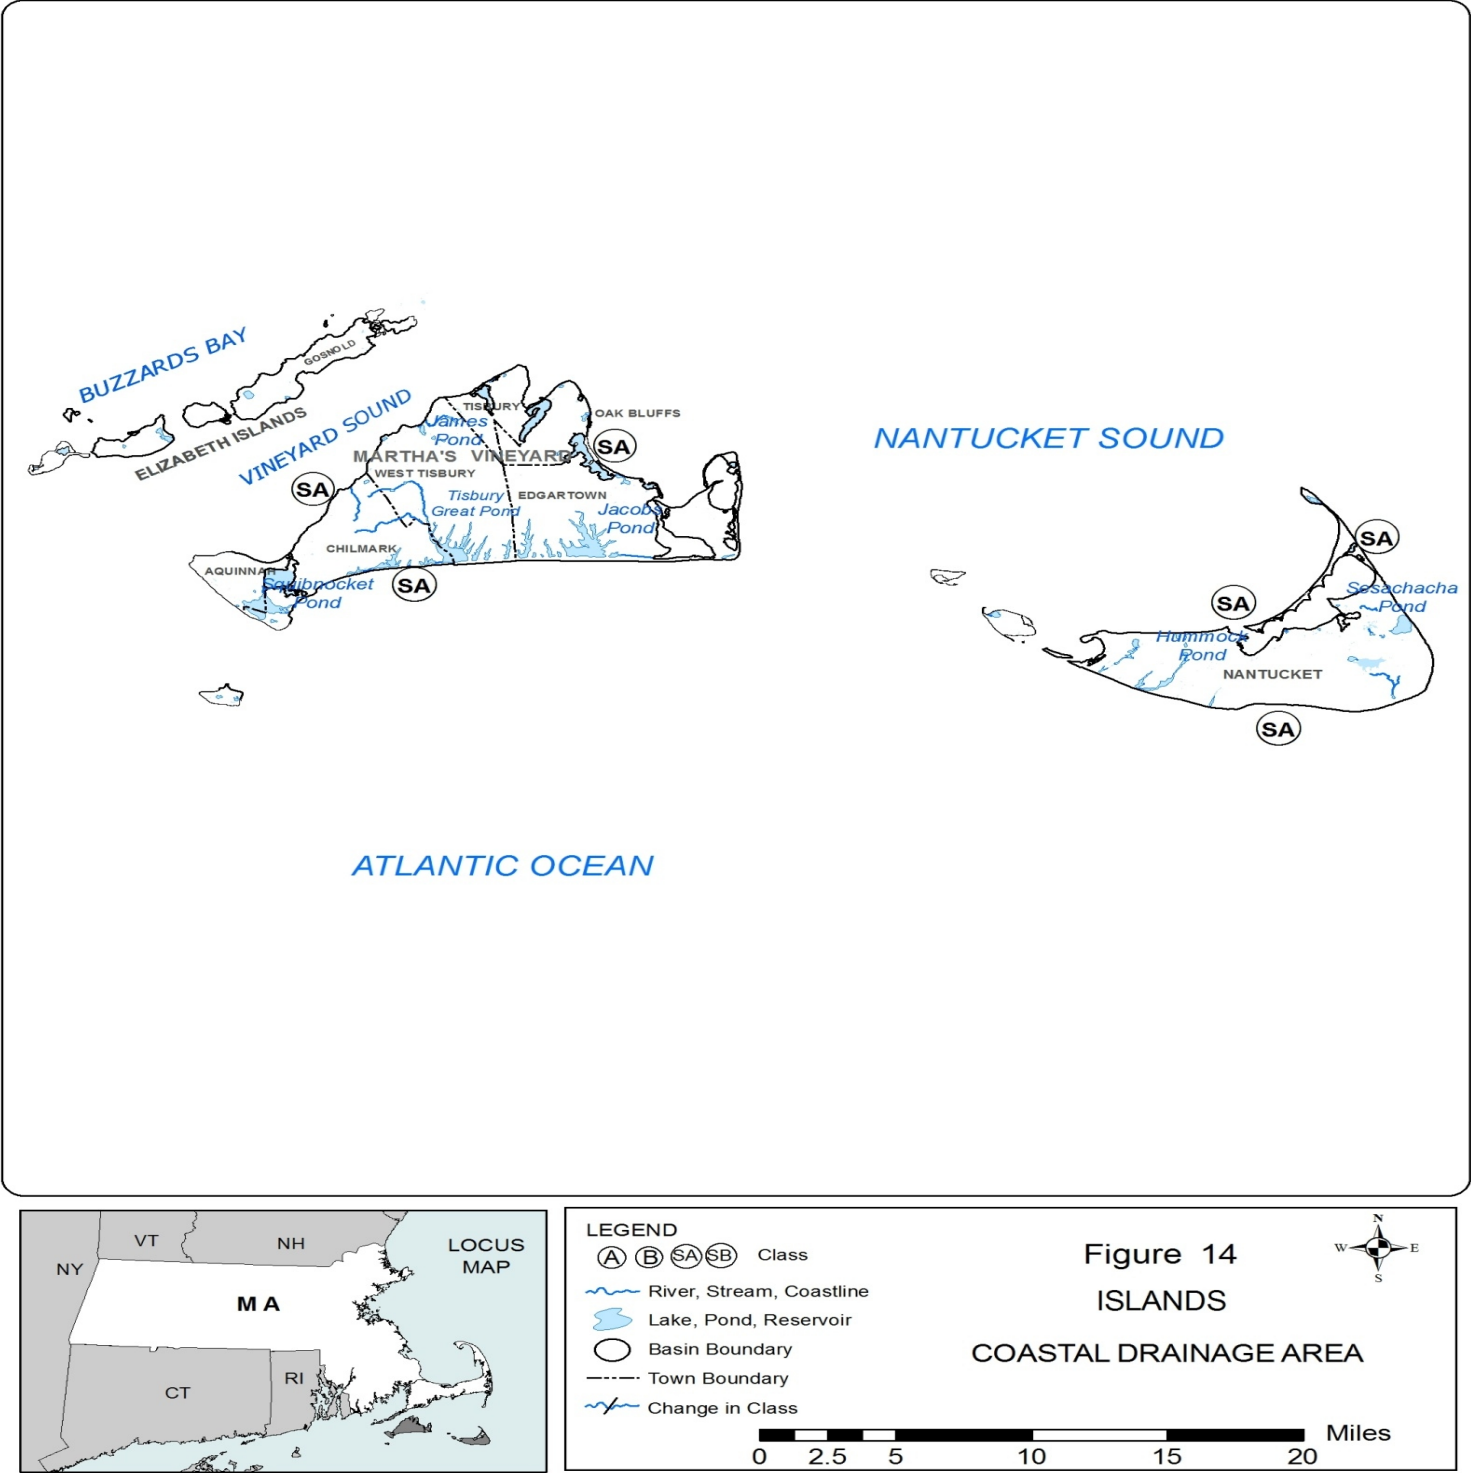 BUZZARDS BAY
GOSNOLD
ELIZABETH ISLANDS
VINEYARD SOUND
TISBURY
OAK BLUFFS
James
Pond
SA
MARTHA'S VINEYARD
WEST TISBURY
SA
Tisbury
Great Pond
EDGARTOWN
Jacobs
Pond
CHILMARK
AQUINNAH
SA
Squibnocket
Pond
NANTUCKET SOUND
SA
Sesachacha
Pond
SA
Hummock
Pond
NANTUCKET
SA
ATLANTIC OCEAN
VT
NH
NY
LOCUS
MAP
MA
CT
RI
LEGEND
A B SA SB Class
River, Stream, Coastline
Lake, Pond, Reservoir
Basin Boundary
Town Boundary
Change in Class
Figure 14
ISLANDS
COASTAL DRAINAGE AREA
N
W E
S
Miles
0 2.5 5 10 15 20